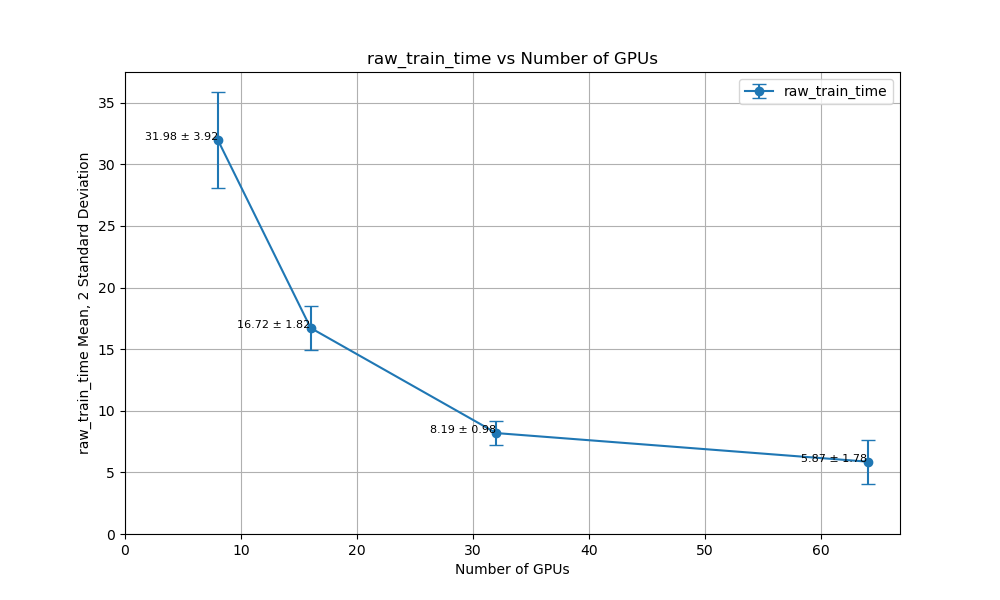 raw_train_time vs Number of GPUs
raw_train_time
raw_train_time Mean, 2 Standard Deviation
35
30
25
20
15
10
5
0
31.98 ± 3.92
16.72 ± 1.82
8.19 ± 0.98
5.87 ± 1.78
0 10 20 30 40 50 60
Number of GPUs